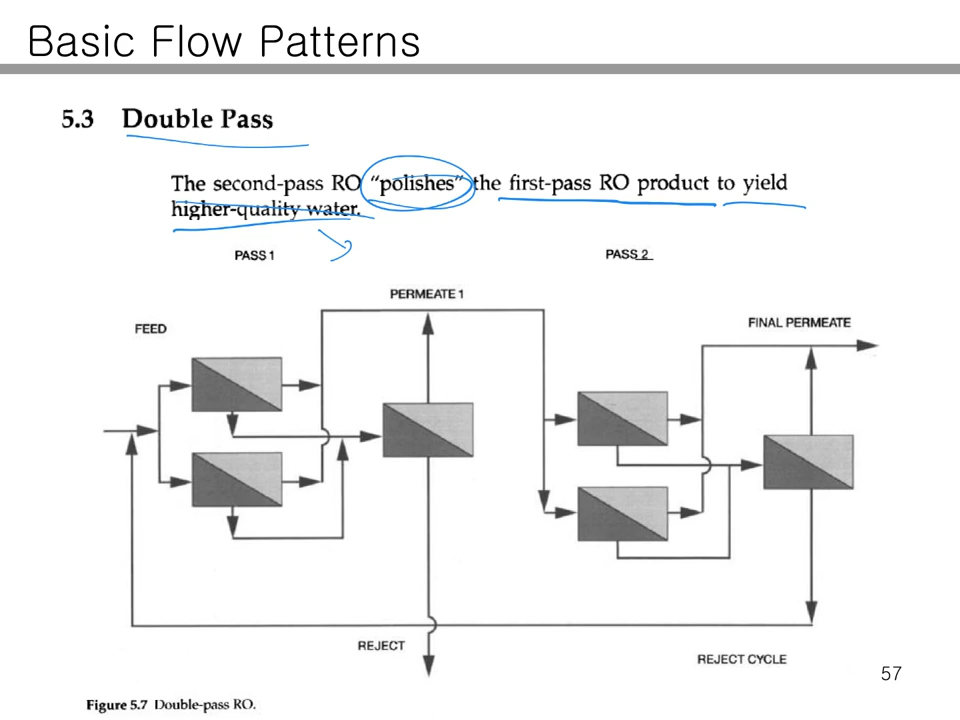 Basic Flow Patterns
5.3 Double Pass
The second-pass RO “polishes” the first-pass RO product to yield
higher-quality water.
PASS 1
PASS 2
PERMEATE 1
FEED
FINAL PERMEATE
REJECT
REJECT CYCLE
57
Figure 5.7 Double-pass RO.